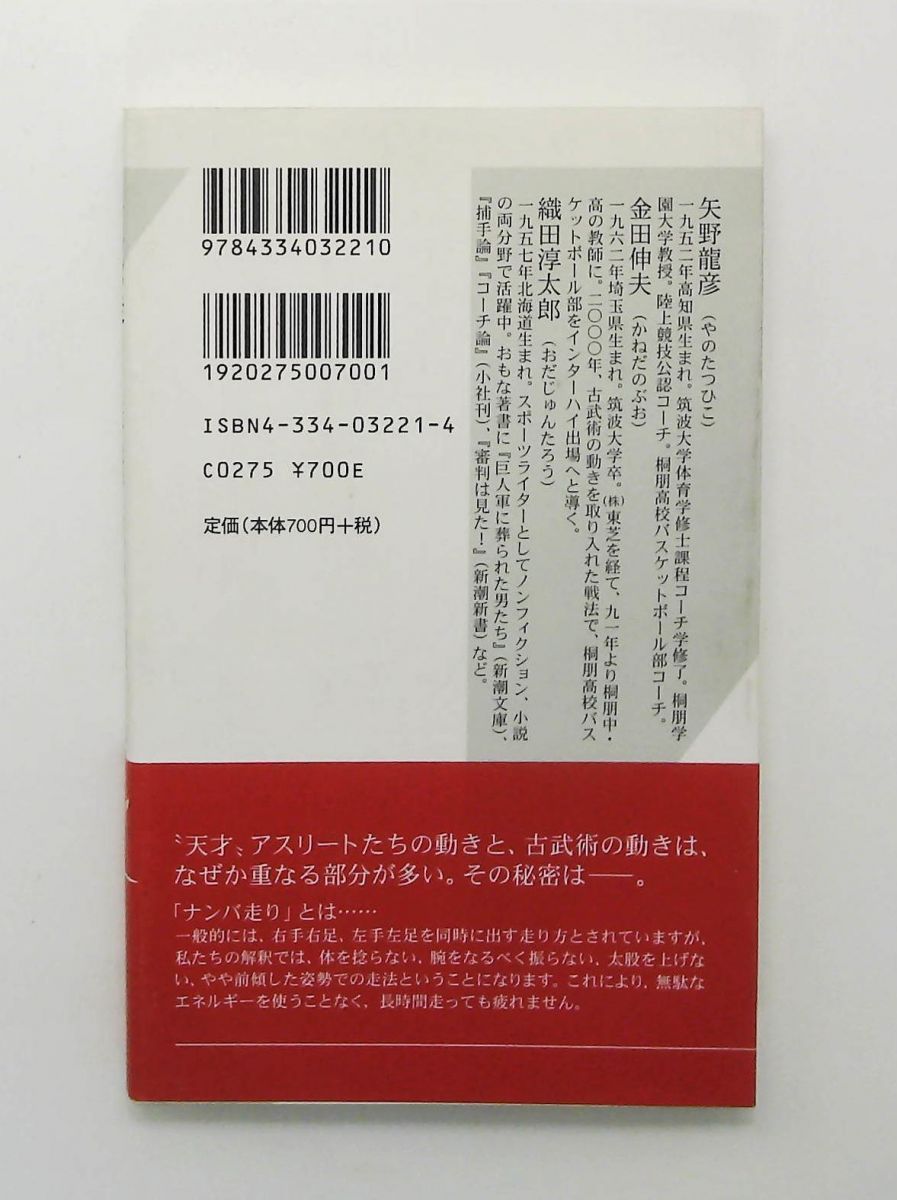 9784334032210
1920275007001
ISBN4-334-03221-4
C0275 ¥700E
定価(本体700円+税)
矢野龍彦(やのたつひこ)
一九五二年高知県生まれ。筑波大学体育学修士課程コーチ学修了。桐朋学
園大学教授。陸上競技公認コーチ。桐朋高校バスケットボール部コーチ。
金田伸夫(かねだのぶお)
一九六二年埼玉県生まれ。筑波大学卒。㈱東芝を経て、九一年より桐朋中・
高の教師に。二〇〇〇年、古武術の動きを取り入れた戦法で、桐朋高校バス
ケットボール部をインターハイ出場へと導く。
織田淳太郎(おだじゅんたろう)
一九五七年北海道生まれ。スポーツライターとしてノンフィクション、小説
の両分野で活躍中。おもな著書に『巨人軍に葬られた男たち』(新潮文庫)、
『捕手論』『コーチ論』(小社刊)、『審判は見た!』(新潮新書)など。
〝天才〟アスリートたちの動きと、古武術の動きは、
なぜか重なる部分が多い。その秘密は――。
「ナンバ走り」とは……
一般的には、右手右足、左手左足を同時に出す走り方とされていますが、
私たちの解釈では、体を捻らない、腕をなるべく振らない、太股を上げな
い、やや前傾した姿勢での走法ということになります。これにより、無駄な
エネルギーを使うことなく、長時間走っても疲れません。